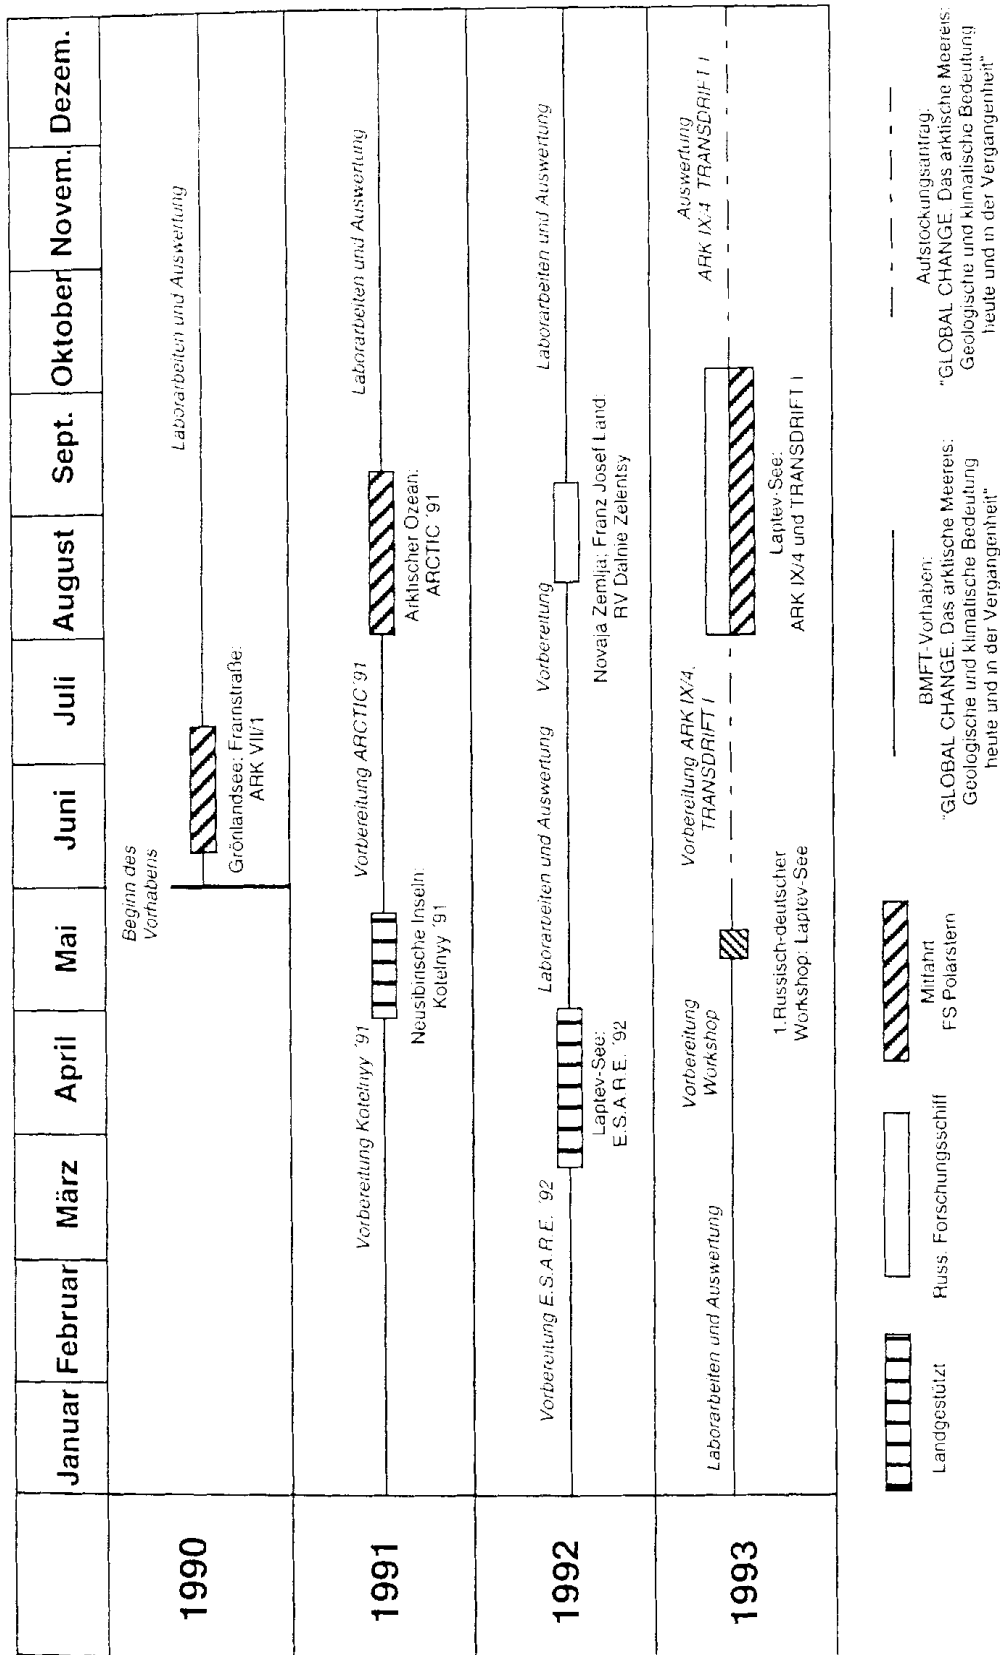 Januar Februar März April Mai Juni Juli August Sept. Oktober Novem. Dezem.
1990
Beginn des
Vorhabens
Grönlandsee; Framstraße:
ARK VII/1
Laborarbeiten und Auswertung
1991
Vorbereitung Kotelnyy ´91
Neusibirische Inseln:
Kotelnyy ´91
Vorbereitung ARCTIC ´91
Arktischer Ozean:
ARCTIC ´91
Laborarbeiten und Auswertung
1992
Vorbereitung E.S.A.R.E. ´92
Laptev-See:
E.S.A.R.E. ´92
Laborarbeiten und Auswertung
Vorbereitung
Novaja Zemlja; Franz Josef Land:
RV Dalnie Zelentsy
Laborarbeiten und Auswertung
1993
Laborarbeiten und Auswertung
Vorbereitung
Workshop
1.Russisch-deutscher
Workshop: Laptev-See
Vorbereitung ARK IX/4,
TRANSDRIFT I
Laptev-See:
ARK IX/4 und TRANSDRIFT I
Auswertung
ARK IX/4 TRANSDRIFT I
Landgestützt
Russ. Forschungsschiff
Mitfahrt
FS Polarstern
BMFT-Vorhaben:
"GLOBAL CHANGE. Das arktische Meereis:
Geologische und klimatische Bedeutung
heute und in der Vergangenheit"
Aufstockungsantrag:
"GLOBAL CHANGE. Das arktische Meereis:
Geologische und klimatische Bedeutung
heute und in der Vergangenheit"